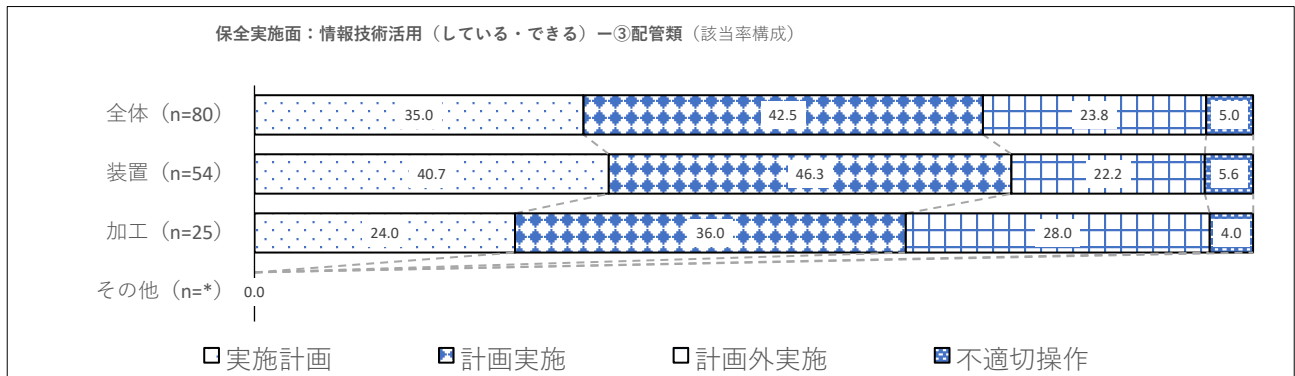 保全実施面：情報技術活用（している・できる）ー③配管類（該当率構成）
全体（n=80） 35.0 42.5 23.8 5.0
装置（n=54） 40.7 46.3 22.2 5.6
加工（n=25） 24.0 36.0 28.0 4.0
その他（n=*） 0.0
実施計画 計画実施 計画外実施 不適切操作